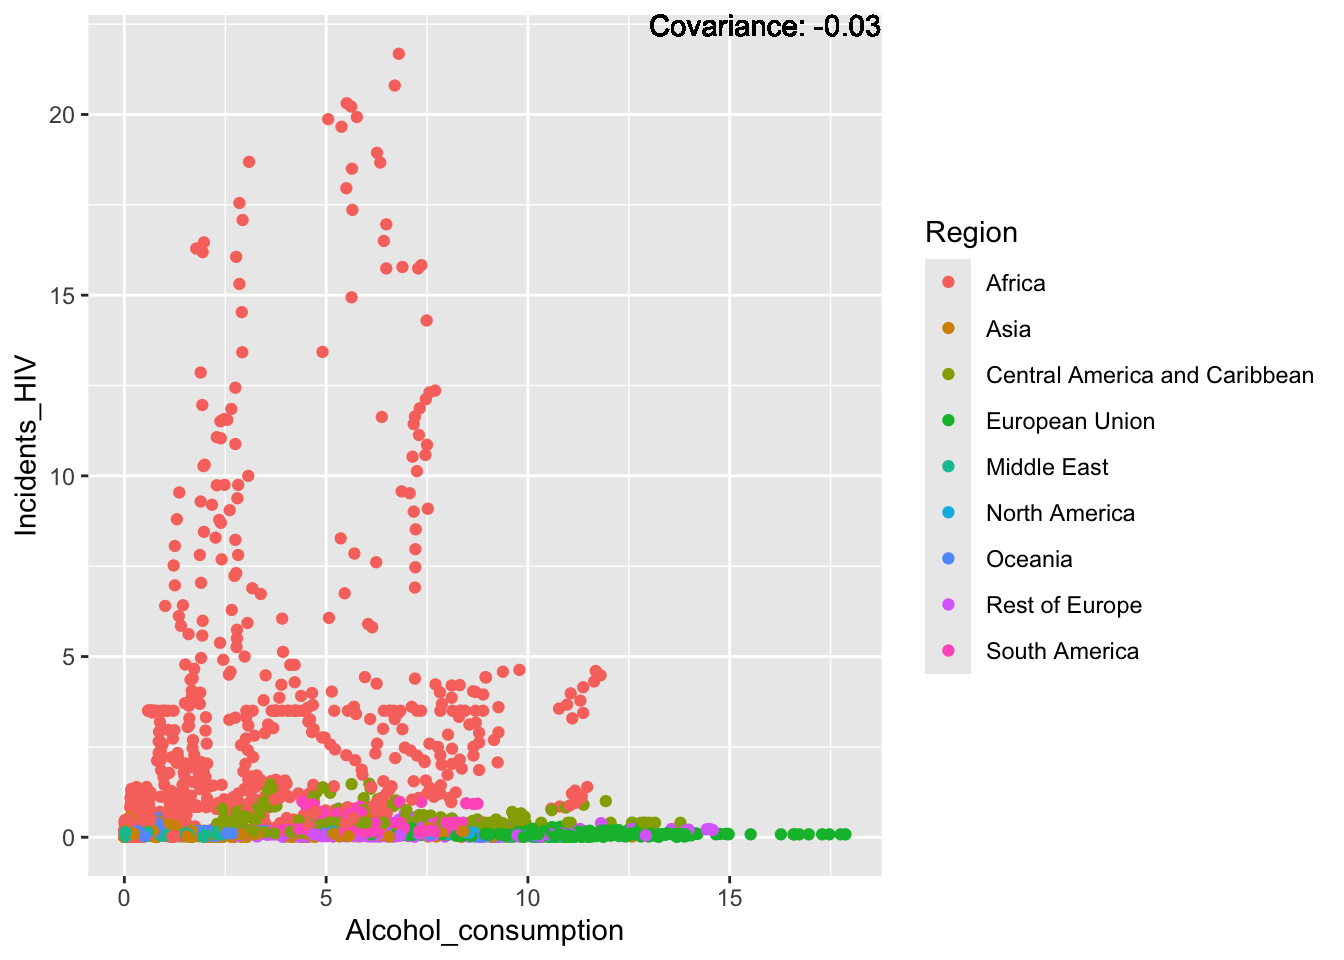 Covariance: -0.03
20
15
10
5
0
Incidents_HIV
0 5 10 15
Alcohol_consumption
Region
Africa
Asia
Central America and Caribbean
European Union
Middle East
North America
Oceania
Rest of Europe
South America